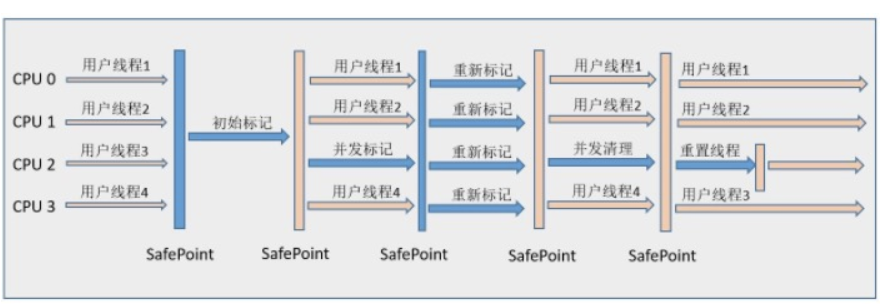 CPU 0 用户线程1 用户线程1 重新标记 用户线程1 用户线程1
CPU 1 用户线程2 初始标记 用户线程2 重新标记 用户线程2 用户线程2
CPU 2 用户线程3 并发标记 重新标记 并发清理 重置线程
CPU 3 用户线程4 用户线程4 重新标记 用户线程4 用户线程3
SafePoint SafePoint SafePoint SafePoint SafePoint